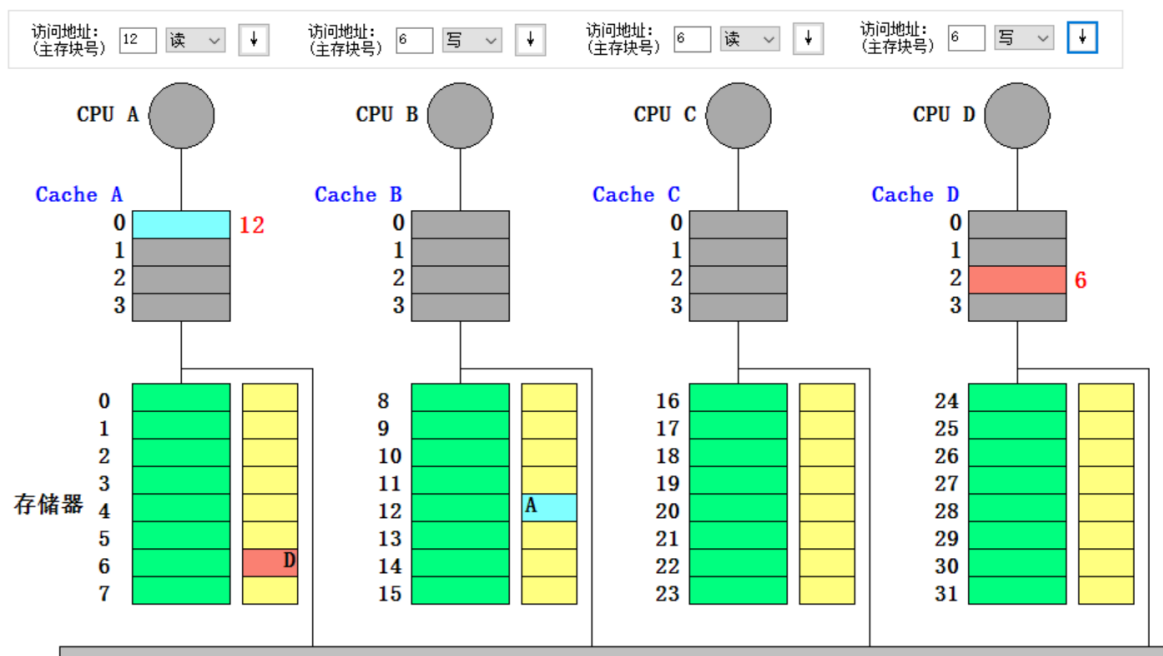 访问地址: 12 读 ↓ 访问地址: 6 写 ↓ 访问地址: 6 读 ↓ 访问地址: 6 写 ↓
(主存块号) (主存块号) (主存块号) (主存块号)
CPU A CPU B CPU C CPU D
Cache A Cache B Cache C Cache D
0 12 0 0 0
1 1 1 1
2 2 2 2 6
3 3 3 3
0 8 16 24
1 9 17 25
2 10 18 26
3 11 19 27
存储器 4 12 A 20 28
5 13 21 29
6 D 14 22 30
7 15 23 31